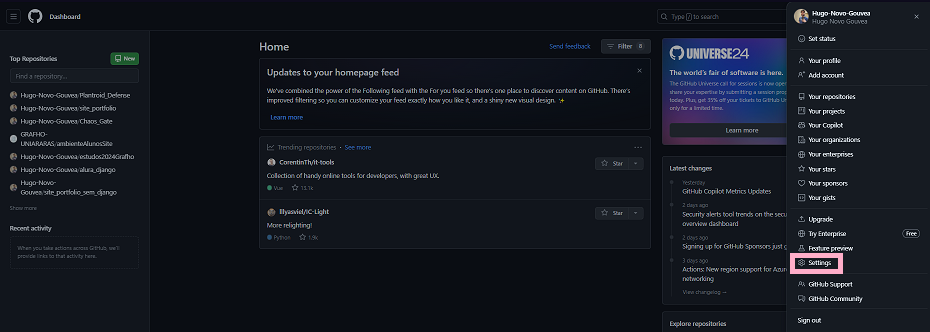 Dashboard
Type / to search
Top Repositories
New
Find a repository...
Hugo-Novo-Gouvea/Plantroid_Defense
Hugo-Novo-Gouvea/site_portfolio
Hugo-Novo-Gouvea/Chaos_Gate
GRAFHO-
UNIARARAS/ambienteAlunosSite
Hugo-Novo-Gouvea/estudos2024Grafho
Hugo-Novo-Gouvea/alura_django
Hugo-Novo-
Gouvea/site_portfolio_sem_django
Show more
Recent activity
When you take actions across GitHub, we'll
provide links to that activity here.
Home
Send feedback
Filter 8
Updates to your homepage feed
We've combined the power of the Following feed with the For you feed so there's one place to discover content on GitHub. There's
improved filtering so you can customize your feed exactly how you like it, and a shiny new visual design. ✨
Learn more
Trending repositories · See more
CorentinTh/it-tools
Star
Collection of handy online tools for developers, with great UX.
Vue 13.1k
lllyasviel/IC-Light
Star
More relighting!
Python 1.9k
GitHub UNIVERSE24
The world's fair of software is here.
The GitHub Universe call for sessions is now open
share your expertise by submitting a session prop
today. Plus, get 35% off your tickets to GitHub Un
only for a limited time.
Learn more
Latest changes
Yesterday
GitHub Copilot Metrics Updates
2 days ago
Security alerts tool trends on the secu
overview dashboard
2 days ago
Signing up for GitHub Sponsors just g
3 days ago
Actions: New region support for Azur
networking
View changelog →
Explore repositories
Hugo-Novo-Gouvea
Hugo Novo Gouvea
Set status
Your profile
Add account
Your repositories
Your projects
Your Copilot
Your organizations
Your enterprises
Your stars
Your sponsors
Your gists
Upgrade
Try Enterprise
Free
Feature preview
Settings
GitHub Support
GitHub Community
Sign out